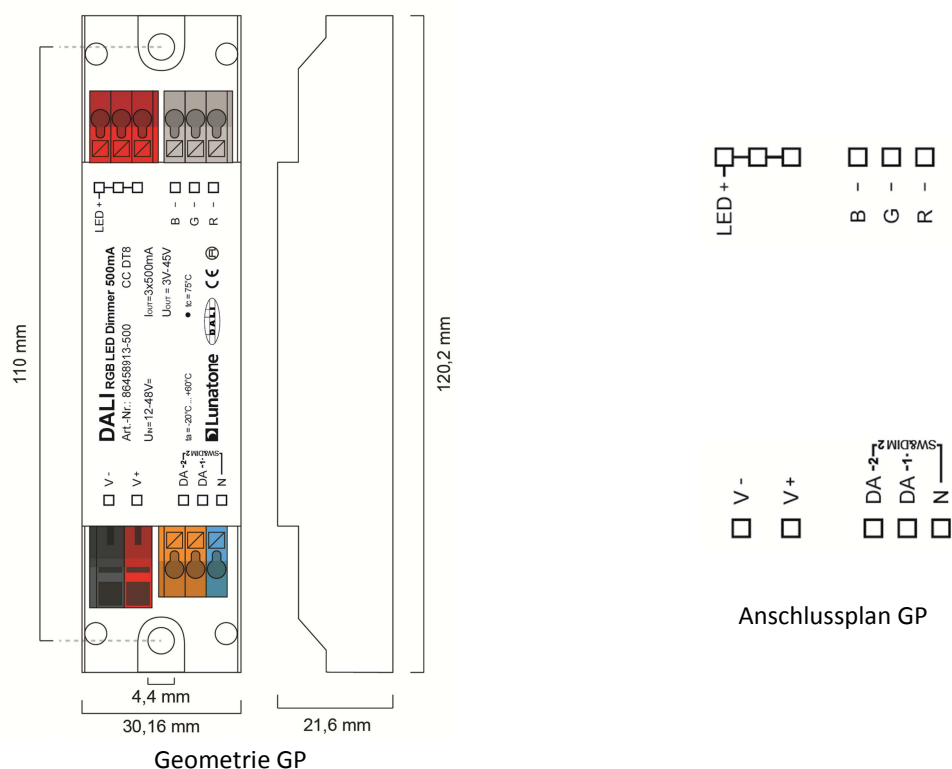 LED +
B -
G -
R -
DALI RGB LED Dimmer 500mA
Art.-Nr.: 86458913-500 CC DT8
UIN=12-48V= IOUT=3x500mA
UOUT = 3V-45V
ta=-20°C ... +60°C tc=75°C
Lunatone DALI CE
V -
V +
DA -2-
DA -1-
N
SW&DIM 2
110 mm
120,2 mm
4,4 mm
30,16 mm
21,6 mm
Geometrie GP
LED +
B -
G -
R -
V -
V +
DA -2-
DA -1-
N
SW&DIM 2
Anschlussplan GP